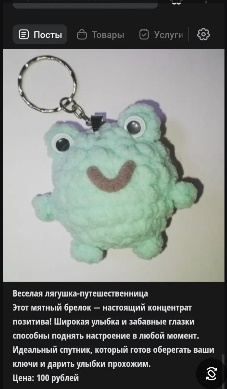 Посты
Товары
Услуги
Веселая лягушка-путешественница
Этот мятный брелок — настоящий концентрат
позитива! Широкая улыбка и забавные глазки
способны поднять настроение в любой момент.
Идеальный спутник, который готов оберегать ваши
ключи и дарить улыбки прохожим.
Цена: 100 рублей